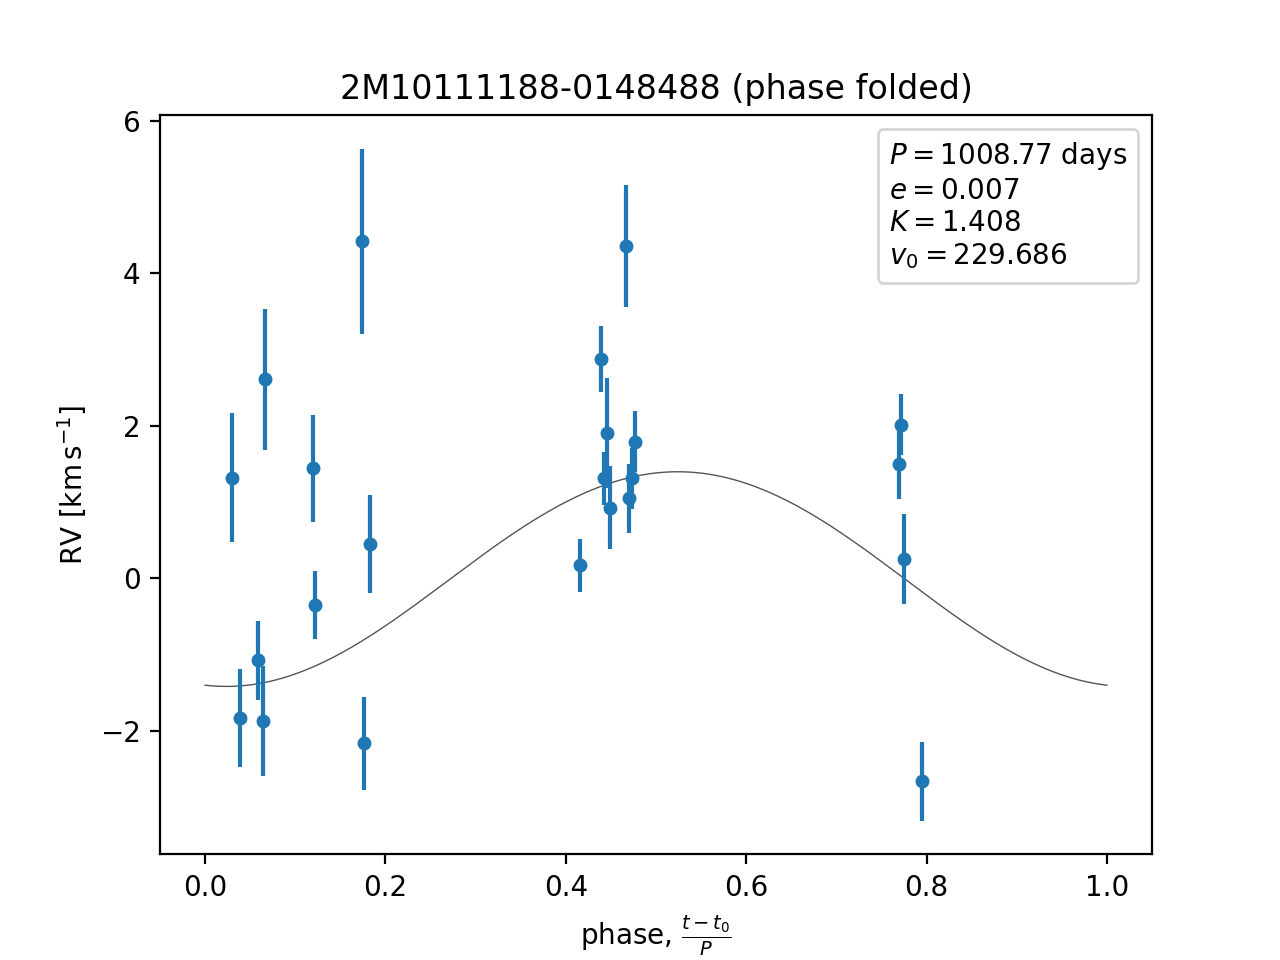 2M10111188-0148488 (phase folded)
P = 1008.77 days
e = 0.007
K = 1.408
v₀ = 229.686
RV [km s⁻¹]
6
4
2
0
−2
0.0 0.2 0.4 0.6 0.8 1.0
phase, (t − t₀)/P